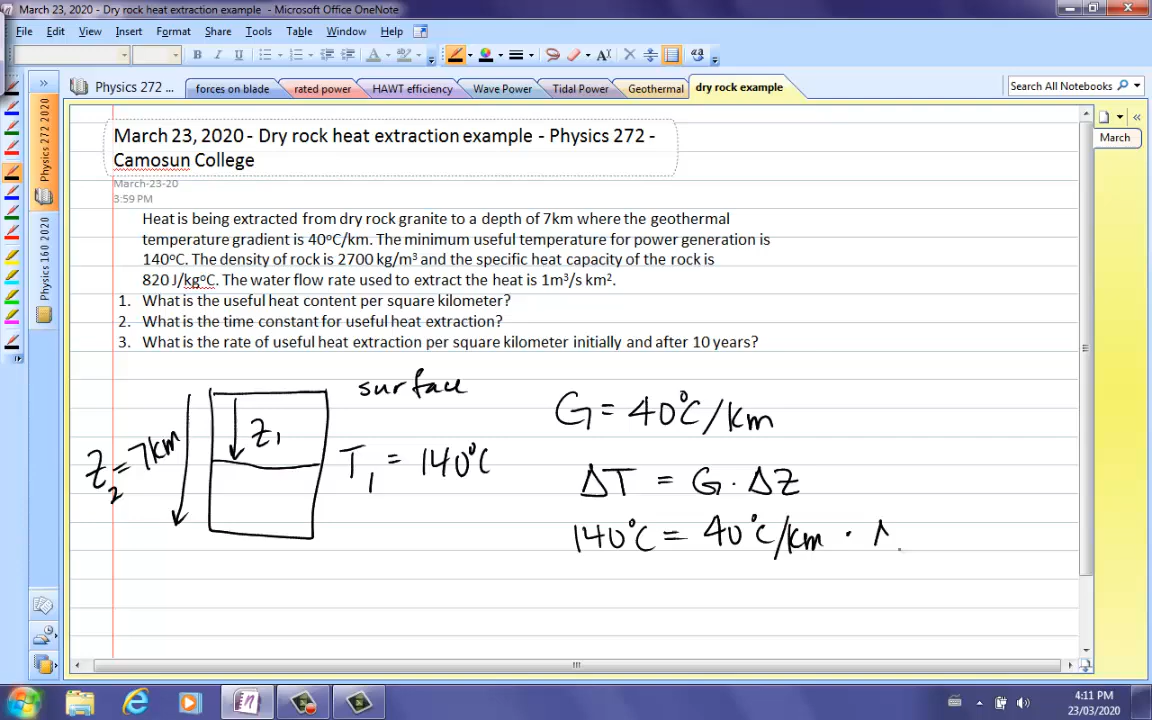 March 23, 2020 - Dry rock heat extraction example - Microsoft Office OneNote
File Edit View Insert Format Share Tools Table Window Help
B I U
Physics 272 ... forces on blade rated power HAWT efficiency Wave Power Tidal Power Geothermal dry rock example Search All Notebooks
March
Physics 272 2020
Physics 160 2020
March 23, 2020 - Dry rock heat extraction example - Physics 272 -
Camosun College
March-23-20
3:59 PM
Heat is being extracted from dry rock granite to a depth of 7km where the geothermal
temperature gradient is 40°C/km. The minimum useful temperature for power generation is
140°C. The density of rock is 2700 kg/m³ and the specific heat capacity of the rock is
820 J/kg°C. The water flow rate used to extract the heat is 1m³/s km².
1. What is the useful heat content per square kilometer?
2. What is the time constant for useful heat extraction?
3. What is the rate of useful heat extraction per square kilometer initially and after 10 years?
surface
Z₂ = 7km
Z₁
T₁ = 140°C
G = 40°C/km
ΔT = G · ΔZ
140°C = 40°C/km ·
4:11 PM
23/03/2020